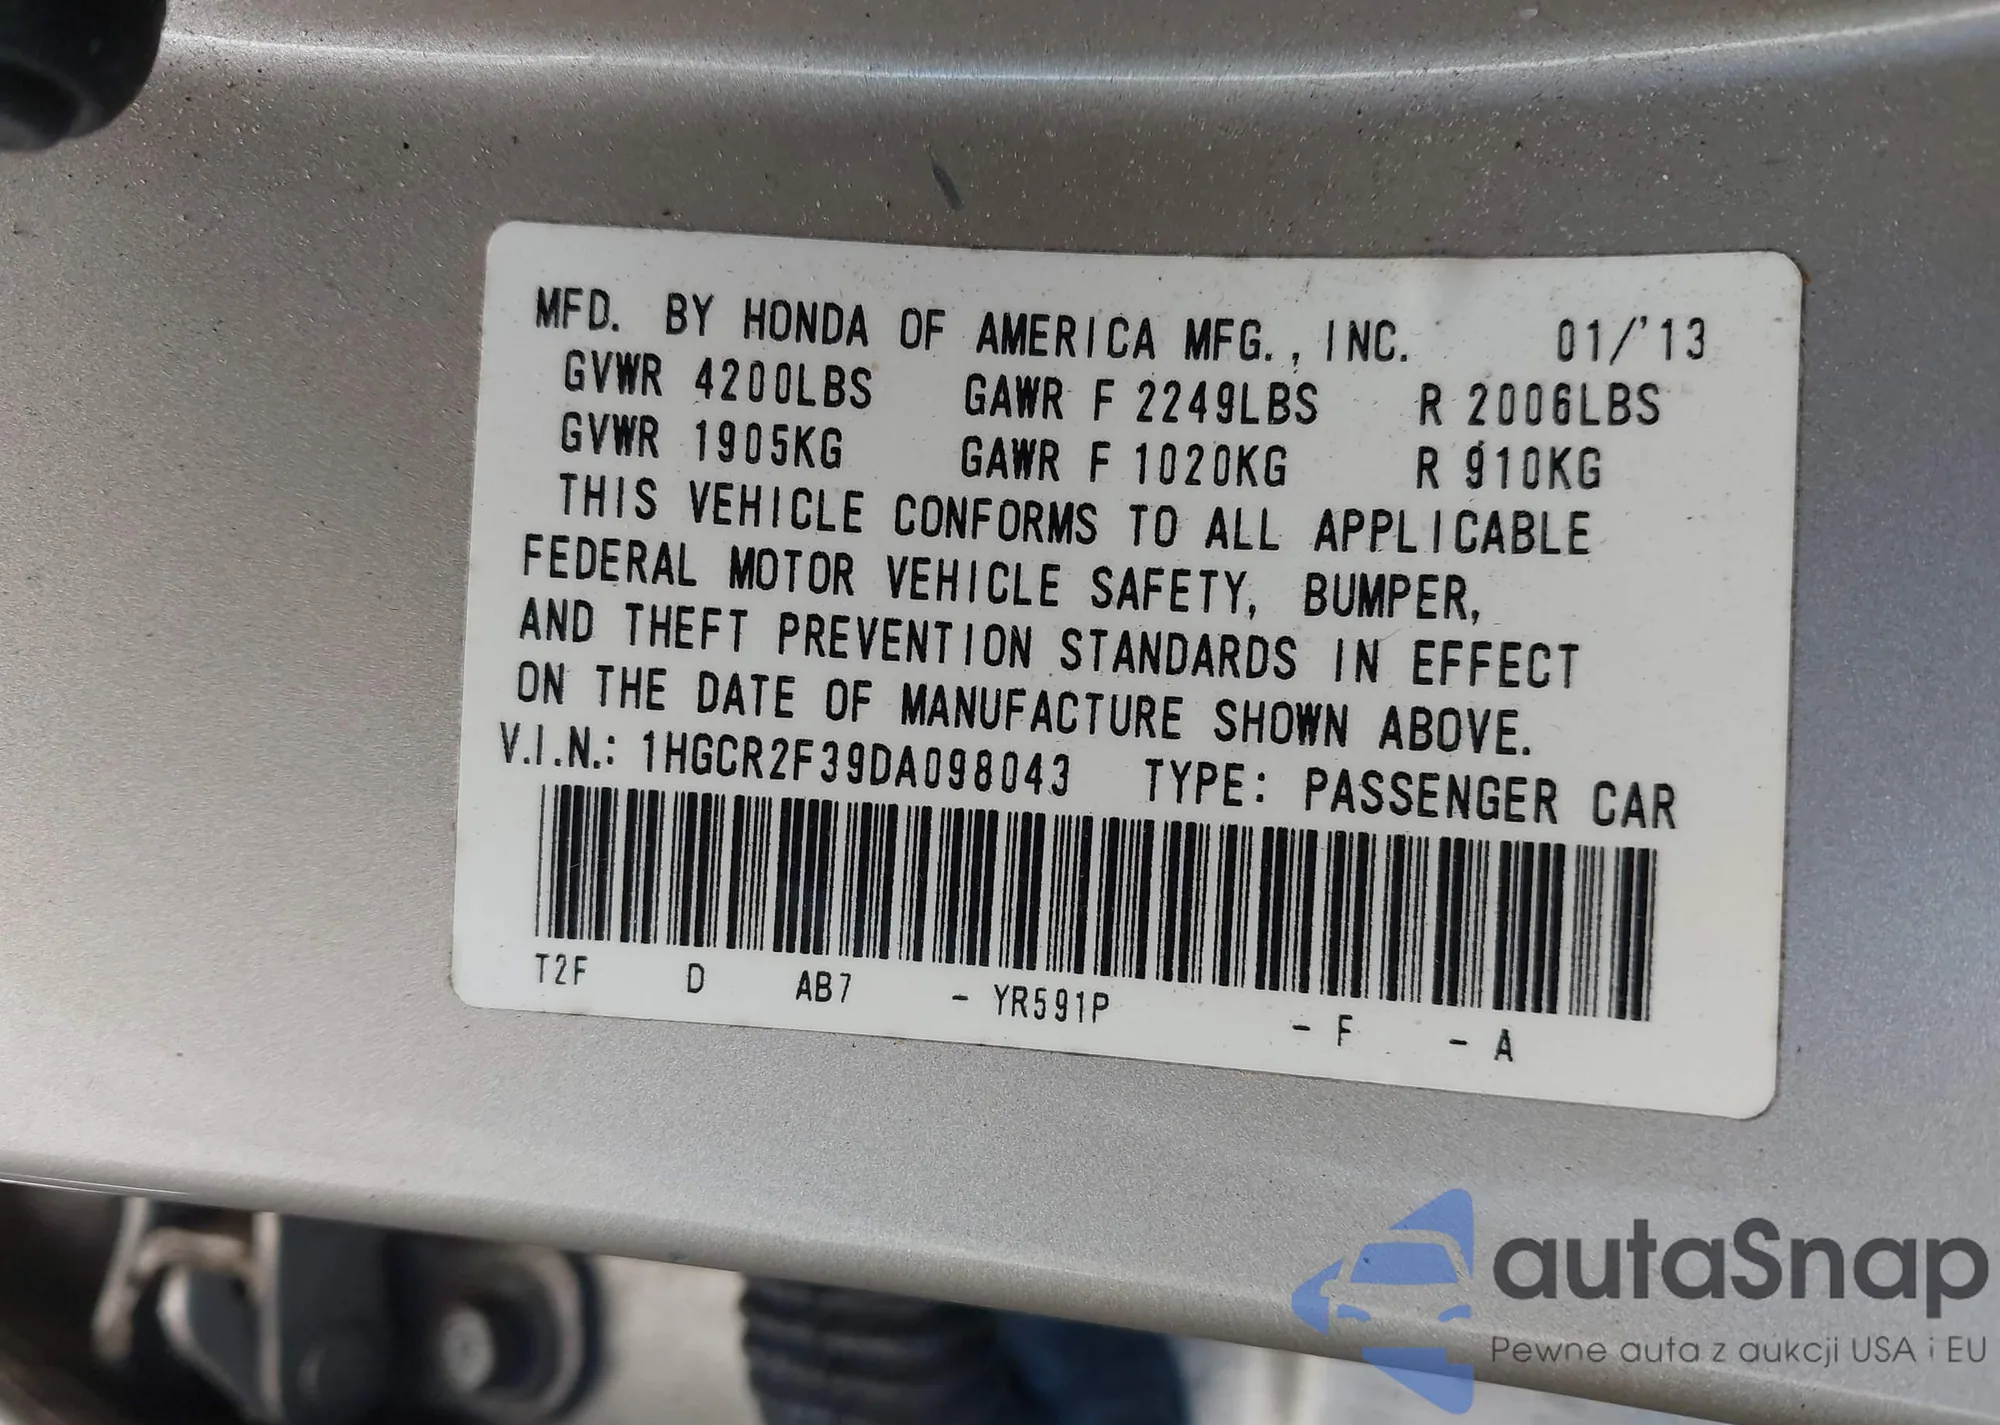 MFD. BY HONDA OF AMERICA MFG., INC. 01/'13
GVWR 4200LBS GAWR F 2249LBS R 2006LBS
GVWR 1905KG GAWR F 1020KG R 910KG
THIS VEHICLE CONFORMS TO ALL APPLICABLE
FEDERAL MOTOR VEHICLE SAFETY, BUMPER,
AND THEFT PREVENTION STANDARDS IN EFFECT
ON THE DATE OF MANUFACTURE SHOWN ABOVE.
V.I.N.: 1HGCR2F39DA098043 TYPE: PASSENGER CAR
T2F D AB7 - YR591P - F - A
autaSnap
Pewne auta z aukcji USA i EU